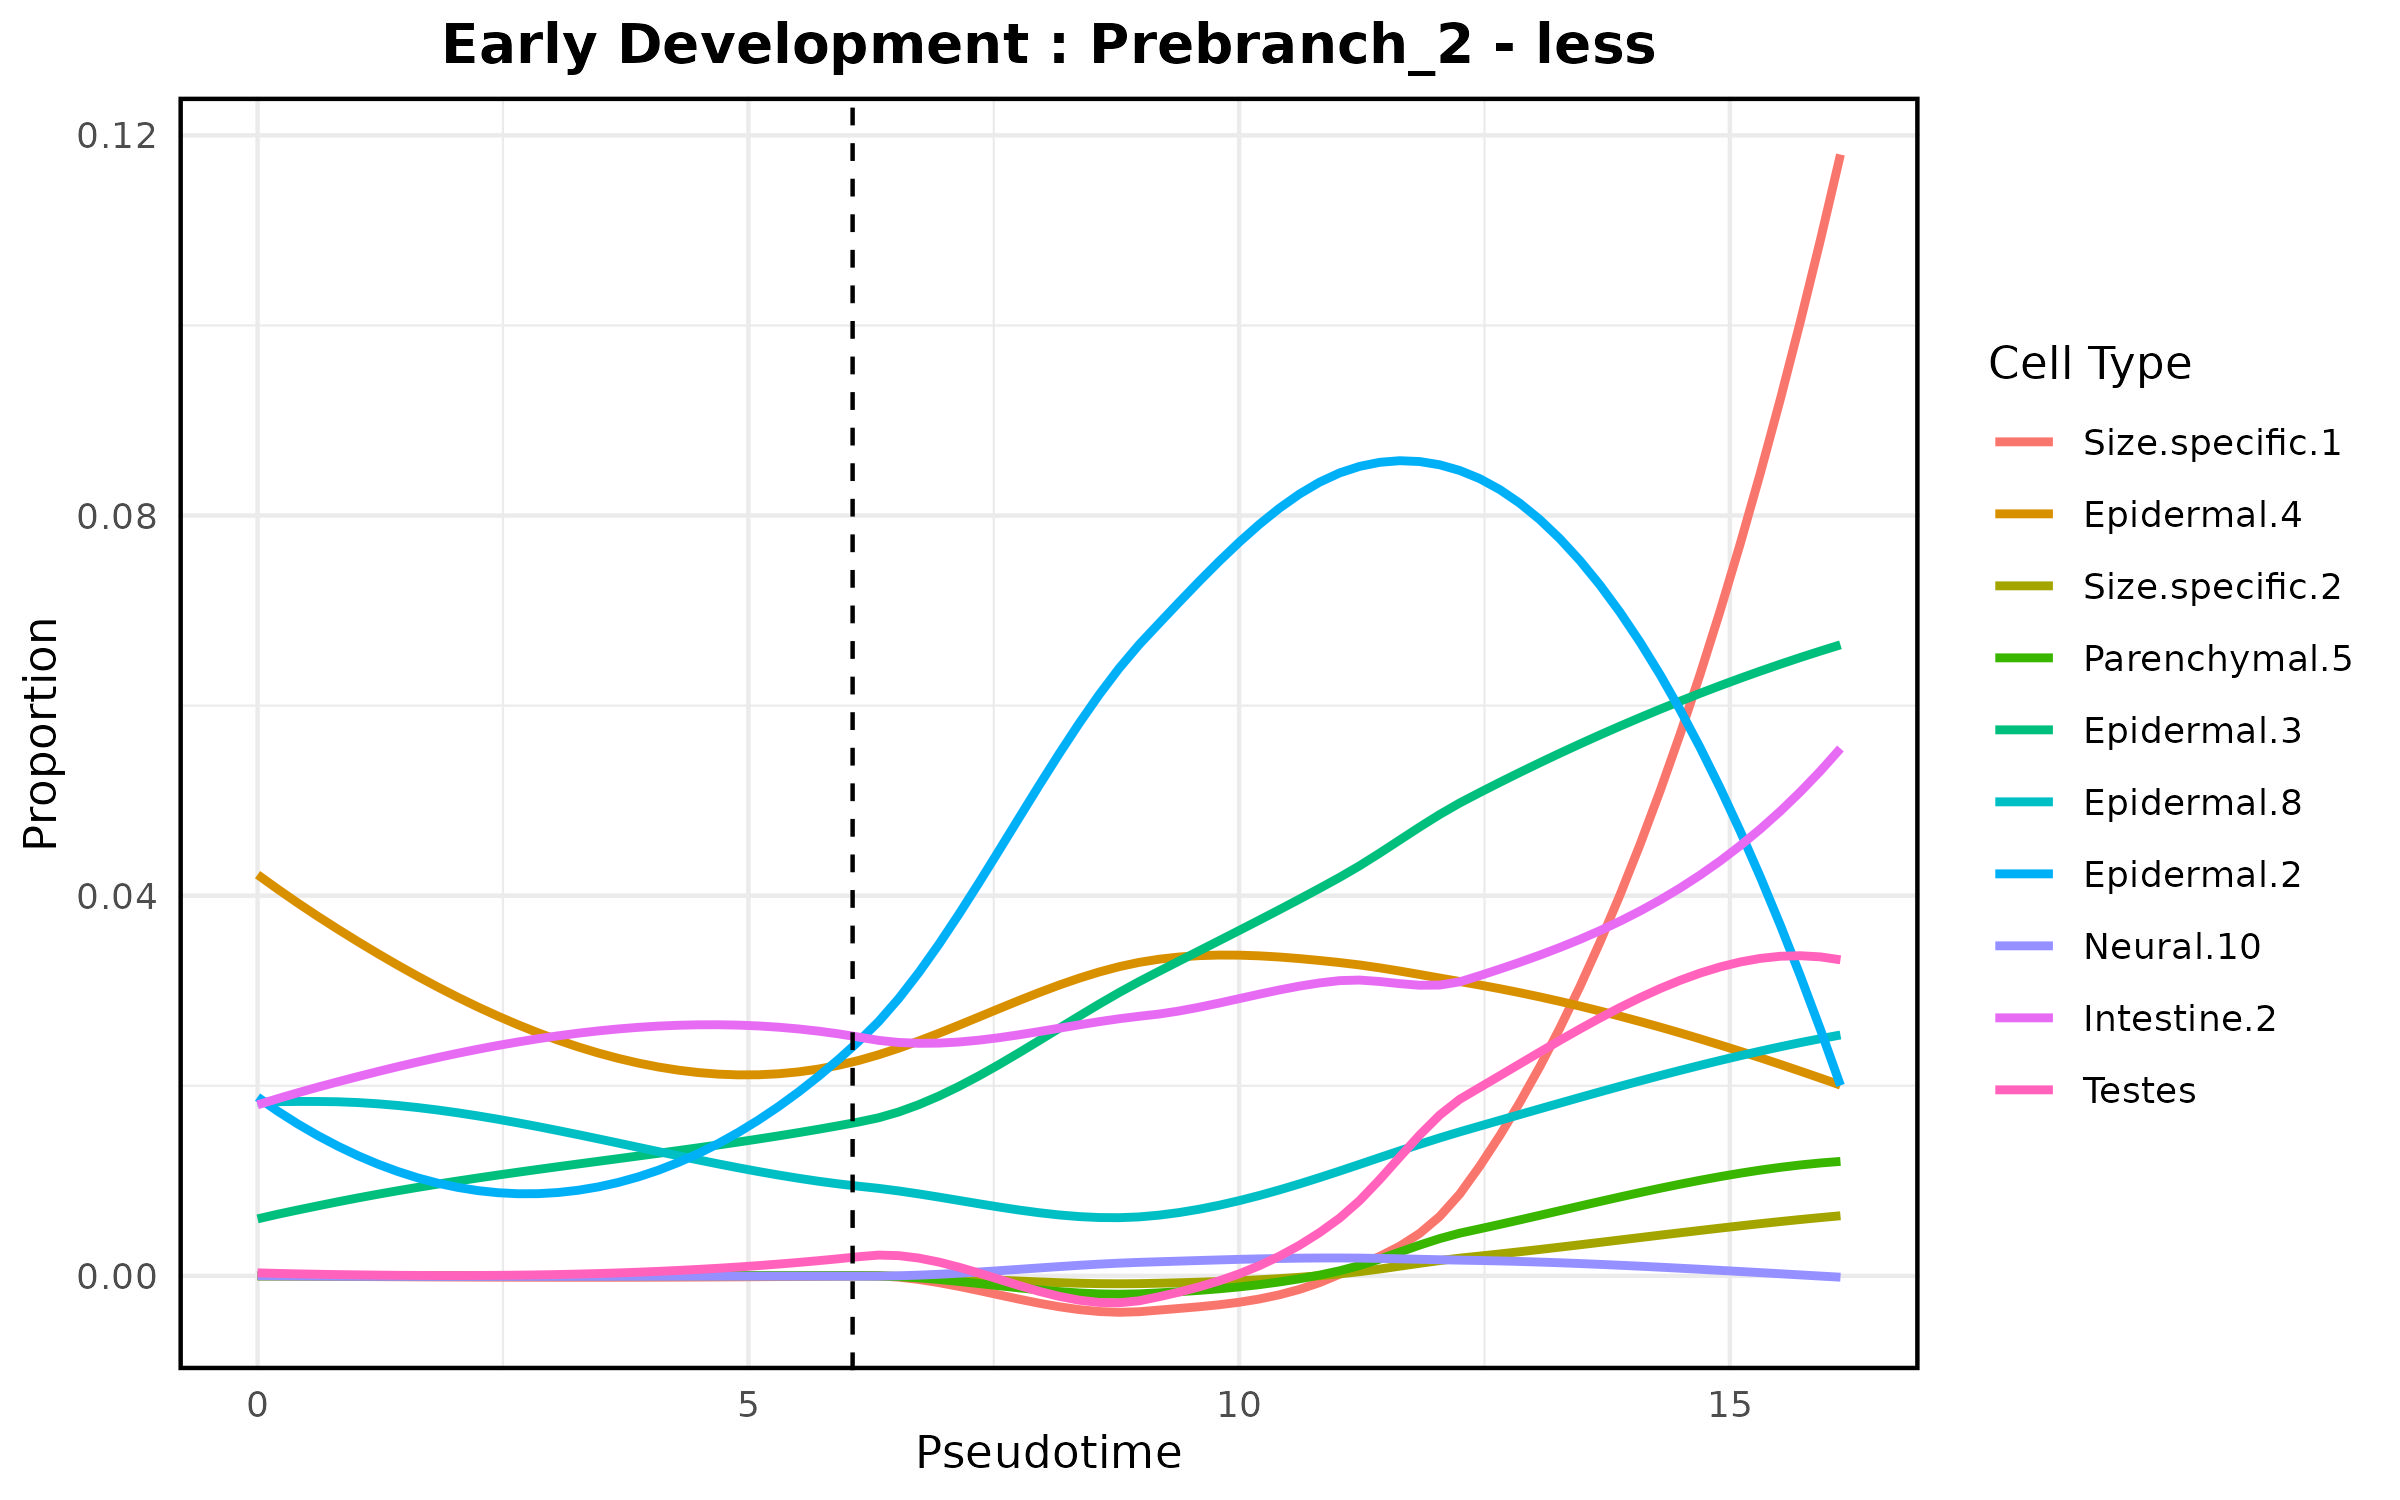 Early Development : Prebranch_2 - less
0.12
0.08
0.04
0.00
Proportion
0
5
10
15
Pseudotime
Cell Type
Size.specific.1
Epidermal.4
Size.specific.2
Parenchymal.5
Epidermal.3
Epidermal.8
Epidermal.2
Neural.10
Intestine.2
Testes